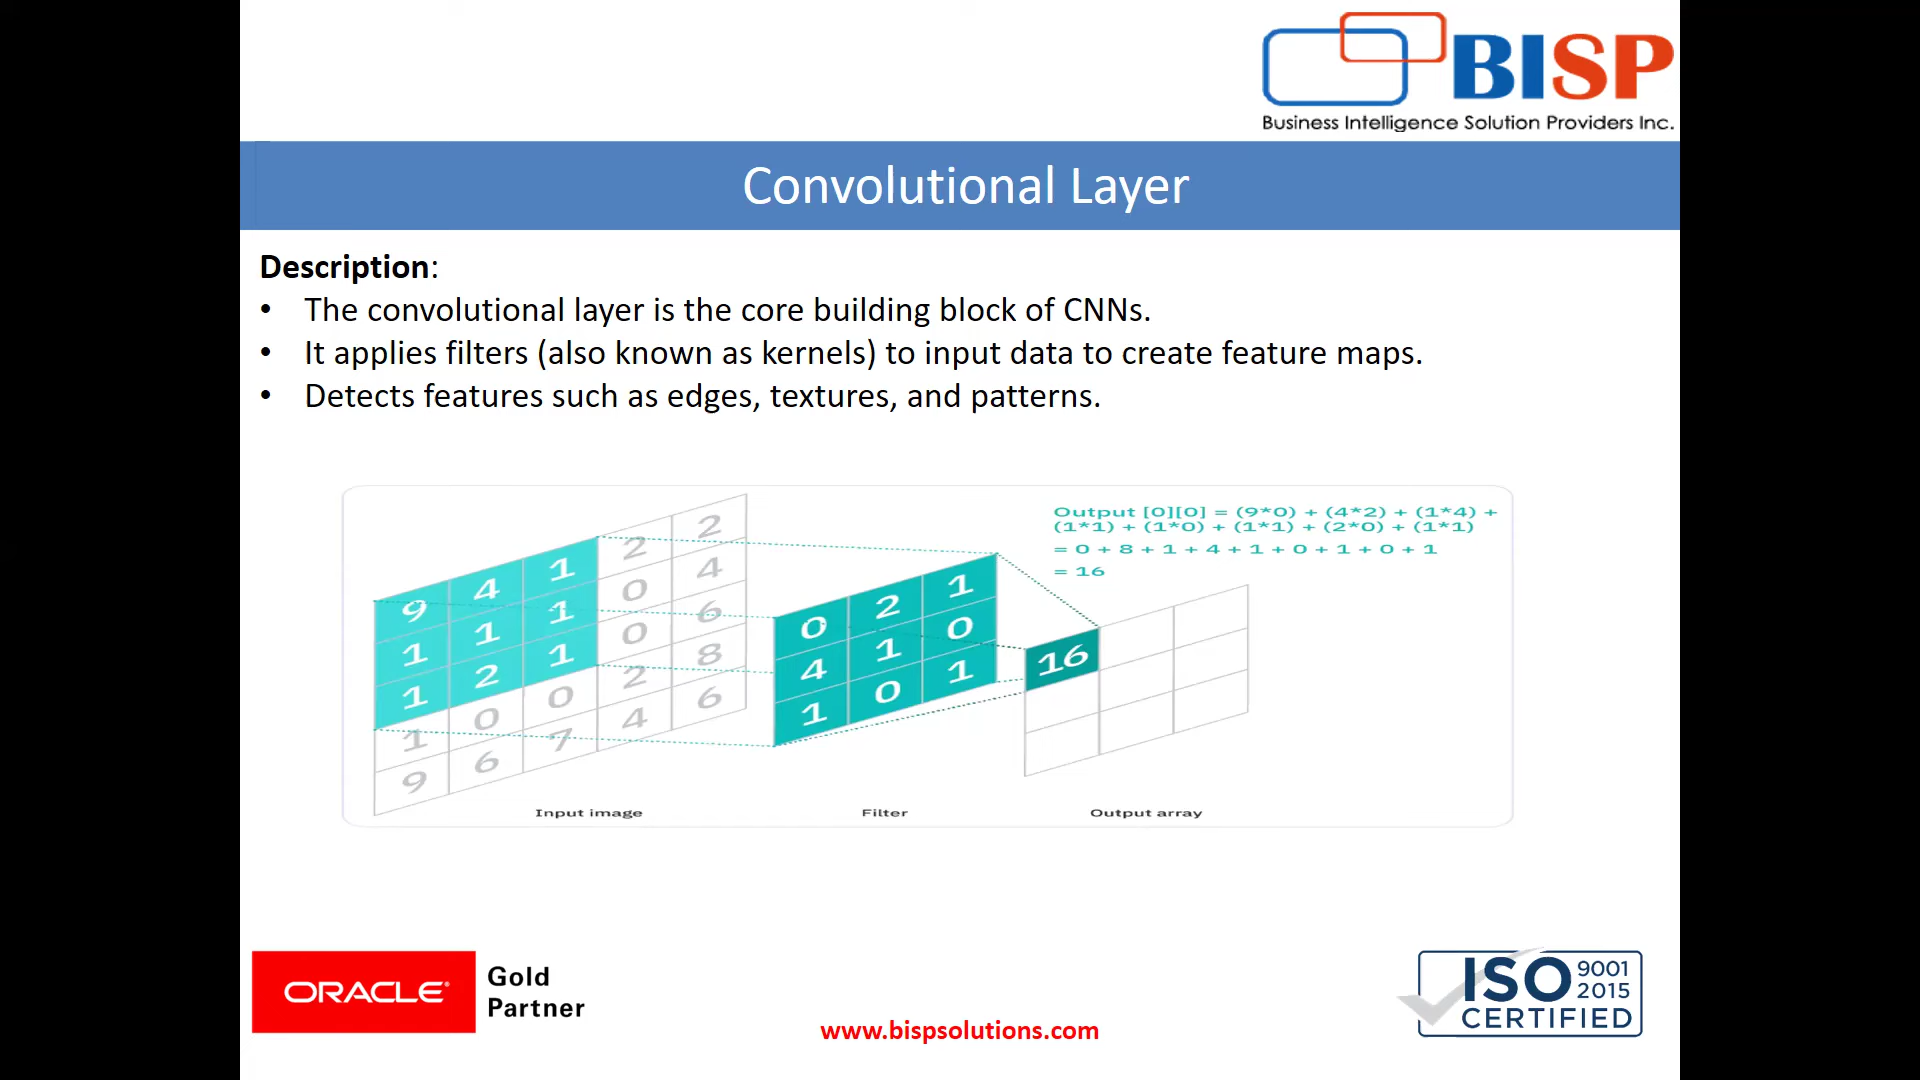 BISP
Business Intelligence Solution Providers Inc.
Convolutional Layer
Description:
• The convolutional layer is the core building block of CNNs.
• It applies filters (also known as kernels) to input data to create feature maps.
• Detects features such as edges, textures, and patterns.
Output [0][0] = (9*0) + (4*2) + (1*4) +
(1*1) + (1*0) + (1*1) + (2*0) + (1*1)
= 0 + 8 + 1 + 4 + 1 + 0 + 1 + 0 + 1
= 16
9 4 1 2 2
1 1 1 0 4
1 2 1 0 6
1 0 0 2 8
9 6 7 4 6
0 2 1
4 1 0
1 0 1
16
Input image
Filter
Output array
ORACLE
Gold
Partner
www.bispsolutions.com
ISO 9001
2015
CERTIFIED